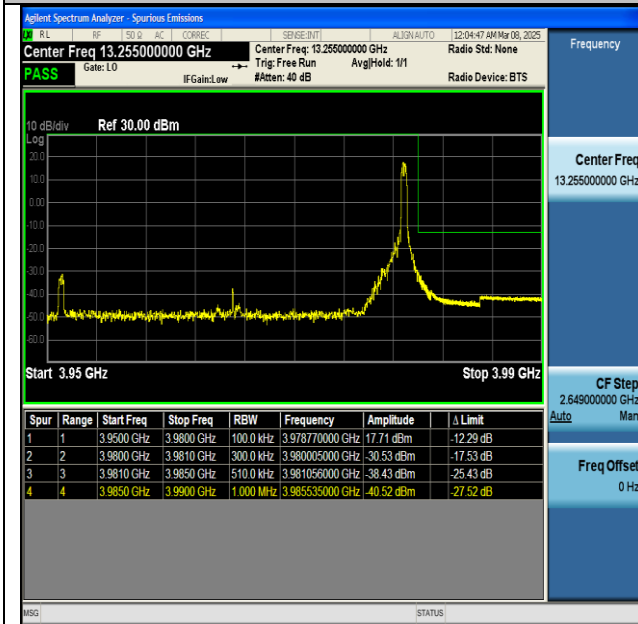 Agilent Spectrum Analyzer - Spurious Emissions
RL RF 50 Ω AC CORREC SENSE:INT ALIGN AUTO 12:04:47 AM Mar 08, 2025
Center Freq 13.255000000 GHz Center Freq: 13.255000000 GHz Radio Std: None
Trig: Free Run Avg|Hold: 1/1
PASS Gate: LO IFGain:Low #Atten: 40 dB Radio Device: BTS
Frequency
10 dB/div Ref 30.00 dBm
Log
20.0
10.0
0.00
-10.0
-20.0
-30.0
-40.0
-50.0
-60.0
Start 3.95 GHz Stop 3.99 GHz
Spur Range Start Freq Stop Freq RBW Frequency Amplitude Δ Limit
1 1 3.9500 GHz 3.9800 GHz 100.0 kHz 3.978770000 GHz 17.71 dBm -12.29 dB
2 2 3.9800 GHz 3.9810 GHz 300.0 kHz 3.980005000 GHz -30.53 dBm -17.53 dB
3 3 3.9810 GHz 3.9850 GHz 510.0 kHz 3.981056000 GHz -38.43 dBm -25.43 dB
4 4 3.9850 GHz 3.9900 GHz 1.000 MHz 3.985535000 GHz -40.52 dBm -27.52 dB
Center Freq
13.255000000 GHz
CF Step
2.649000000 GHz
Auto Man
Freq Offset
0 Hz
MSG STATUS